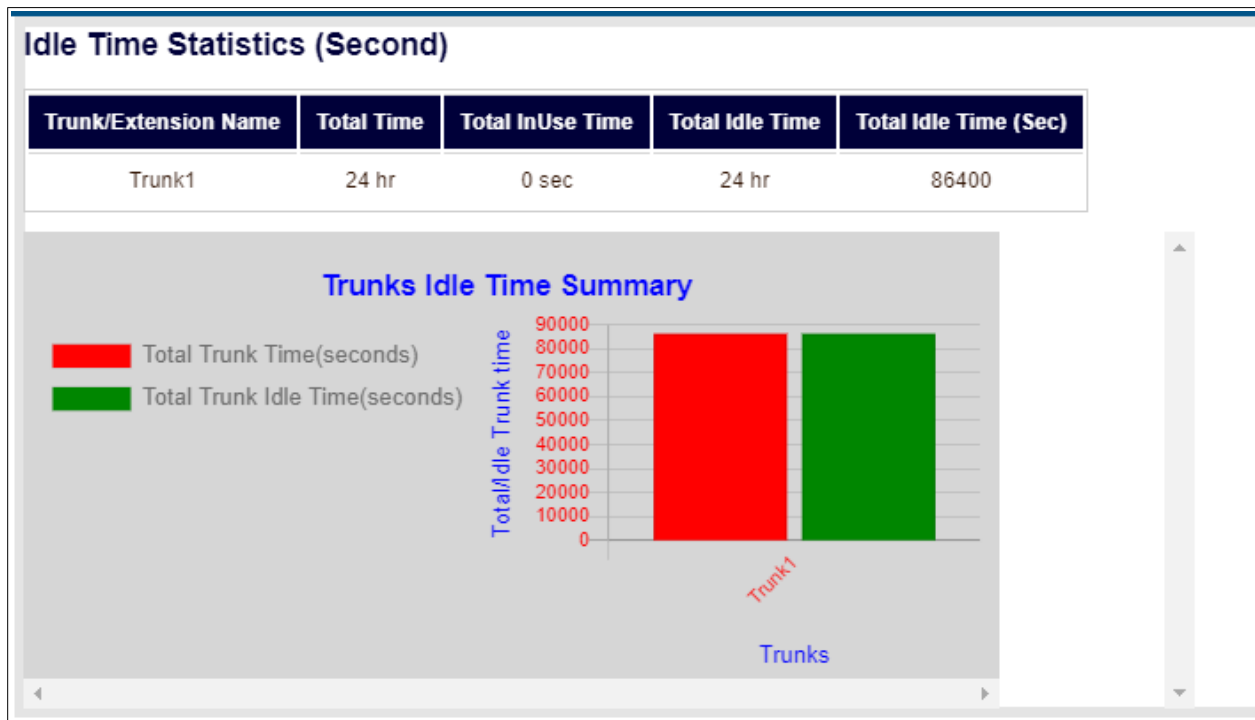 Idle Time Statistics (Second)
Trunk/Extension Name Total Time Total InUse Time Total Idle Time Total Idle Time (Sec)
Trunk1 24 hr 0 sec 24 hr 86400
Trunks Idle Time Summary
Total Trunk Time(seconds)
Total Trunk Idle Time(seconds)
Total/Idle Trunk time
90000
80000
70000
60000
50000
40000
30000
20000
10000
0
Trunk1
Trunks